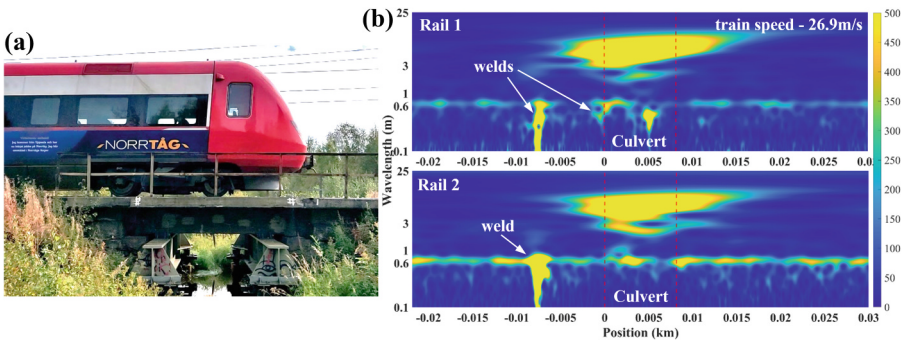 (a)
NORRTÅG
(b)
Rail 1
train speed - 26.9m/s
welds
Culvert
25
3
1
0.6
0.1
-0.02 -0.015 -0.01 -0.005 0 0.005 0.01 0.015 0.02 0.025 0.03
Wavelength (m)
Rail 2
weld
Culvert
25
3
1
0.6
0.1
-0.02 -0.015 -0.01 -0.005 0 0.005 0.01 0.015 0.02 0.025 0.03
Position (km)
500
450
400
350
300
250
200
150
100
50
0